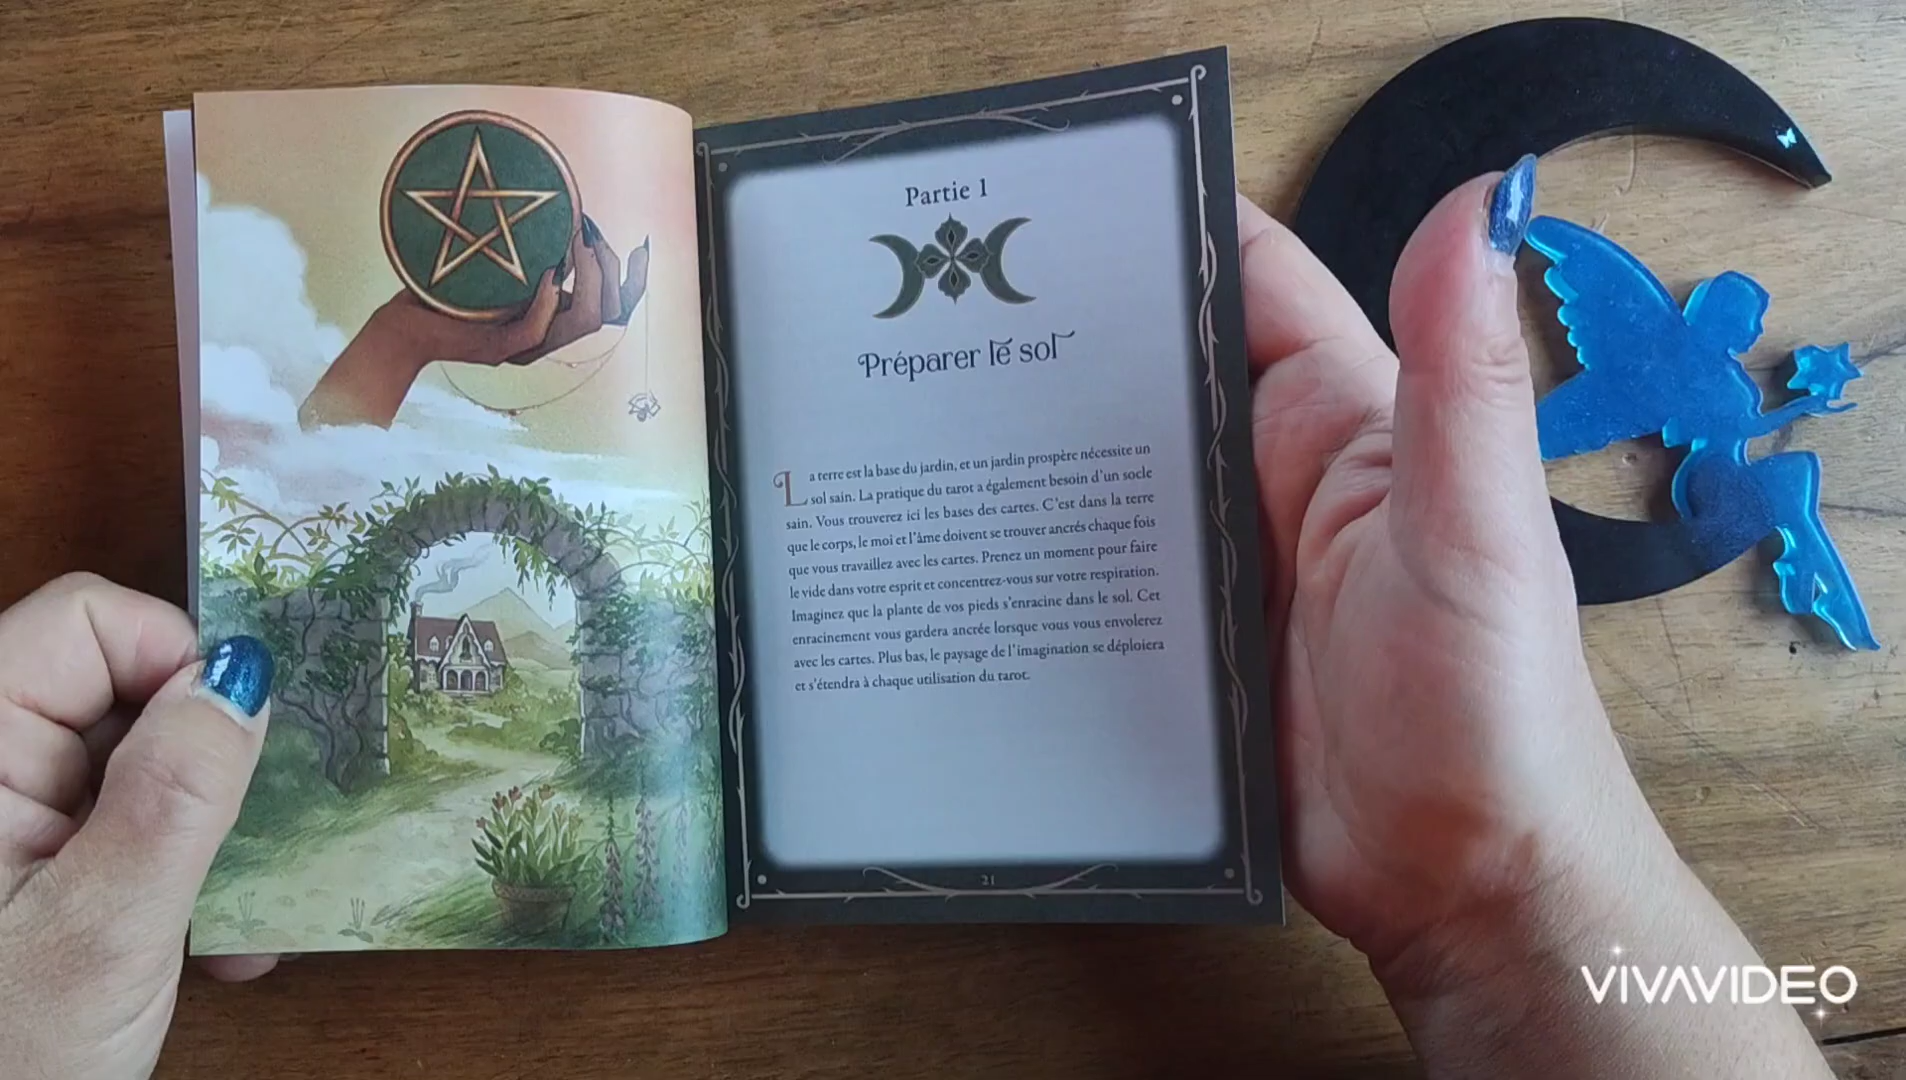 Partie 1
Préparer le sol
La terre est la base du jardin, et un jardin prospère nécessite un
sol sain. La pratique du tarot a également besoin d'un socle
sain. Vous trouverez ici les bases des cartes. C'est dans la terre
que le corps, le moi et l'âme doivent se trouver ancrés chaque fois
que vous travaillez avec les cartes. Prenez un moment pour faire
le vide dans votre esprit et concentrez-vous sur votre respiration.
Imaginez que la plante de vos pieds s'enracine dans le sol. Cet
enracinement vous gardera ancrée lorsque vous vous envolerez
avec les cartes. Plus bas, le paysage de l'imagination se déploiera
et s'étendra à chaque utilisation du tarot.
21
VIVAVIDEO